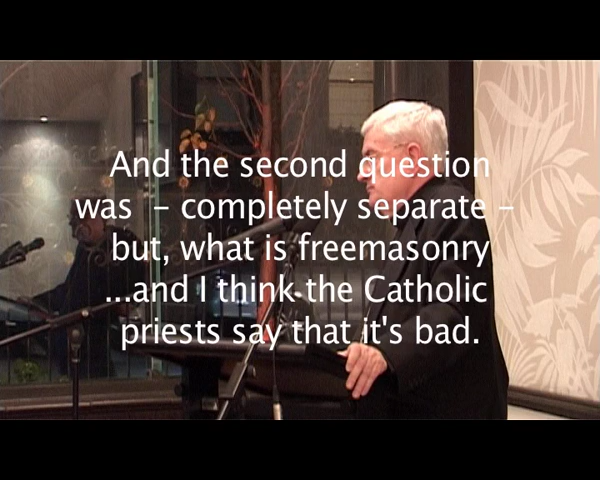 And the second question
was – completely separate –
but, what is freemasonry
...and I think the Catholic
priests say that it's bad.